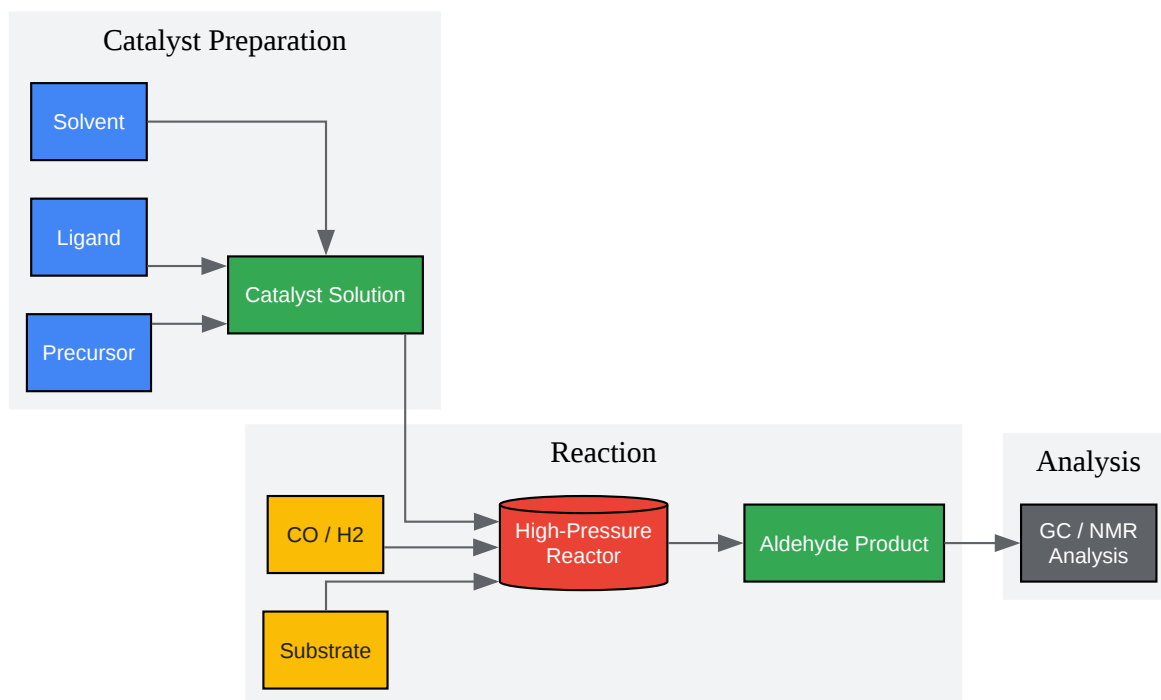 Catalyst Preparation
Solvent
Ligand
Catalyst Solution
Precursor
Reaction
Analysis
CO / H2
High-Pressure
Reactor
Aldehyde Product
GC / NMR
Analysis
Substrate